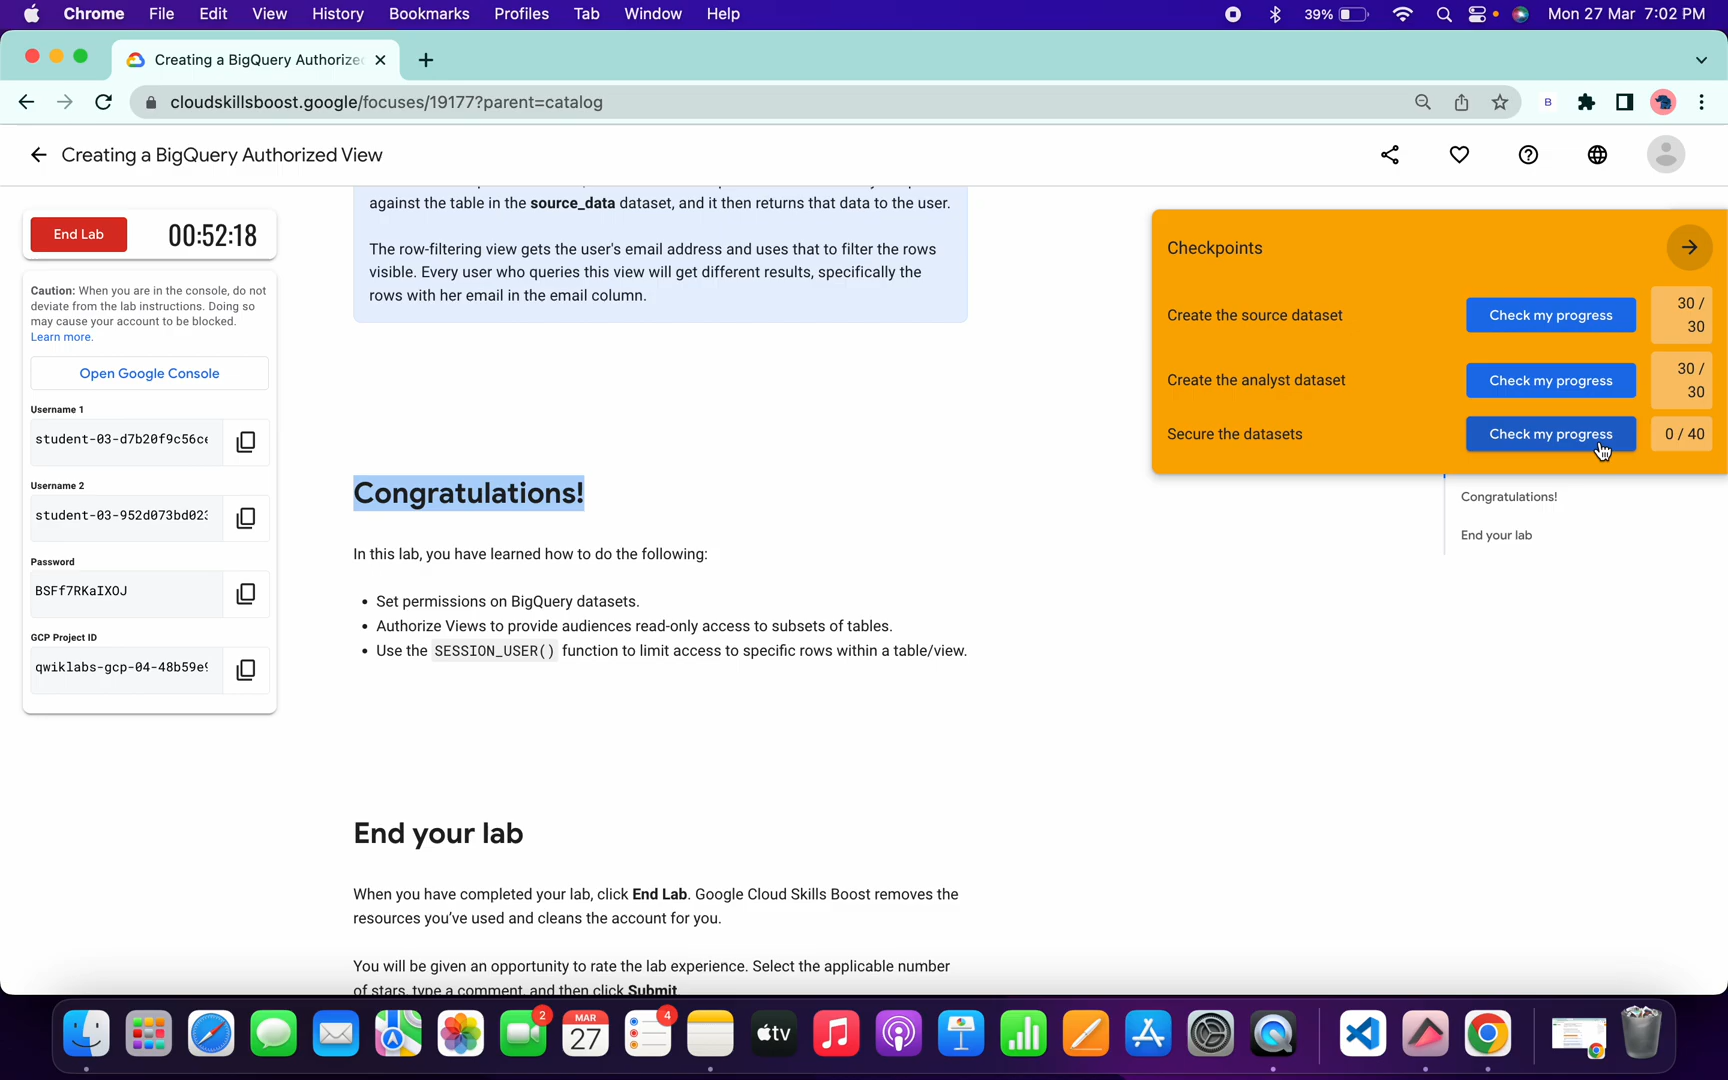 Chrome File Edit View History Bookmarks Profiles Tab Window Help 39% Mon 27 Mar 7:02 PM
Creating a BigQuery Authorize
cloudskillsboost.google/focuses/19177?parent=catalog
B
Creating a BigQuery Authorized View
End Lab 00:52:18
Caution: When you are in the console, do not
deviate from the lab instructions. Doing so
may cause your account to be blocked.
Learn more.
Open Google Console
Username 1
student-03-d7b20f9c56c
Username 2
student-03-952d073bd02
Password
BSFf7RKaIXOJ
GCP Project ID
qwiklabs-gcp-04-48b59e
against the table in the source_data dataset, and it then returns that data to the user.
The row-filtering view gets the user's email address and uses that to filter the rows
visible. Every user who queries this view will get different results, specifically the
rows with her email in the email column.
Congratulations!
In this lab, you have learned how to do the following:
• Set permissions on BigQuery datasets.
• Authorize Views to provide audiences read-only access to subsets of tables.
• Use the SESSION_USER() function to limit access to specific rows within a table/view.
End your lab
When you have completed your lab, click End Lab. Google Cloud Skills Boost removes the
resources you've used and cleans the account for you.
You will be given an opportunity to rate the lab experience. Select the applicable number
of stars, type a comment, and then click Submit
Checkpoints
Create the source dataset Check my progress 30 /
30
Create the analyst dataset Check my progress 30 /
30
Secure the datasets Check my progress 0 / 40
Congratulations!
End your lab
2
MAR
27
4
tv